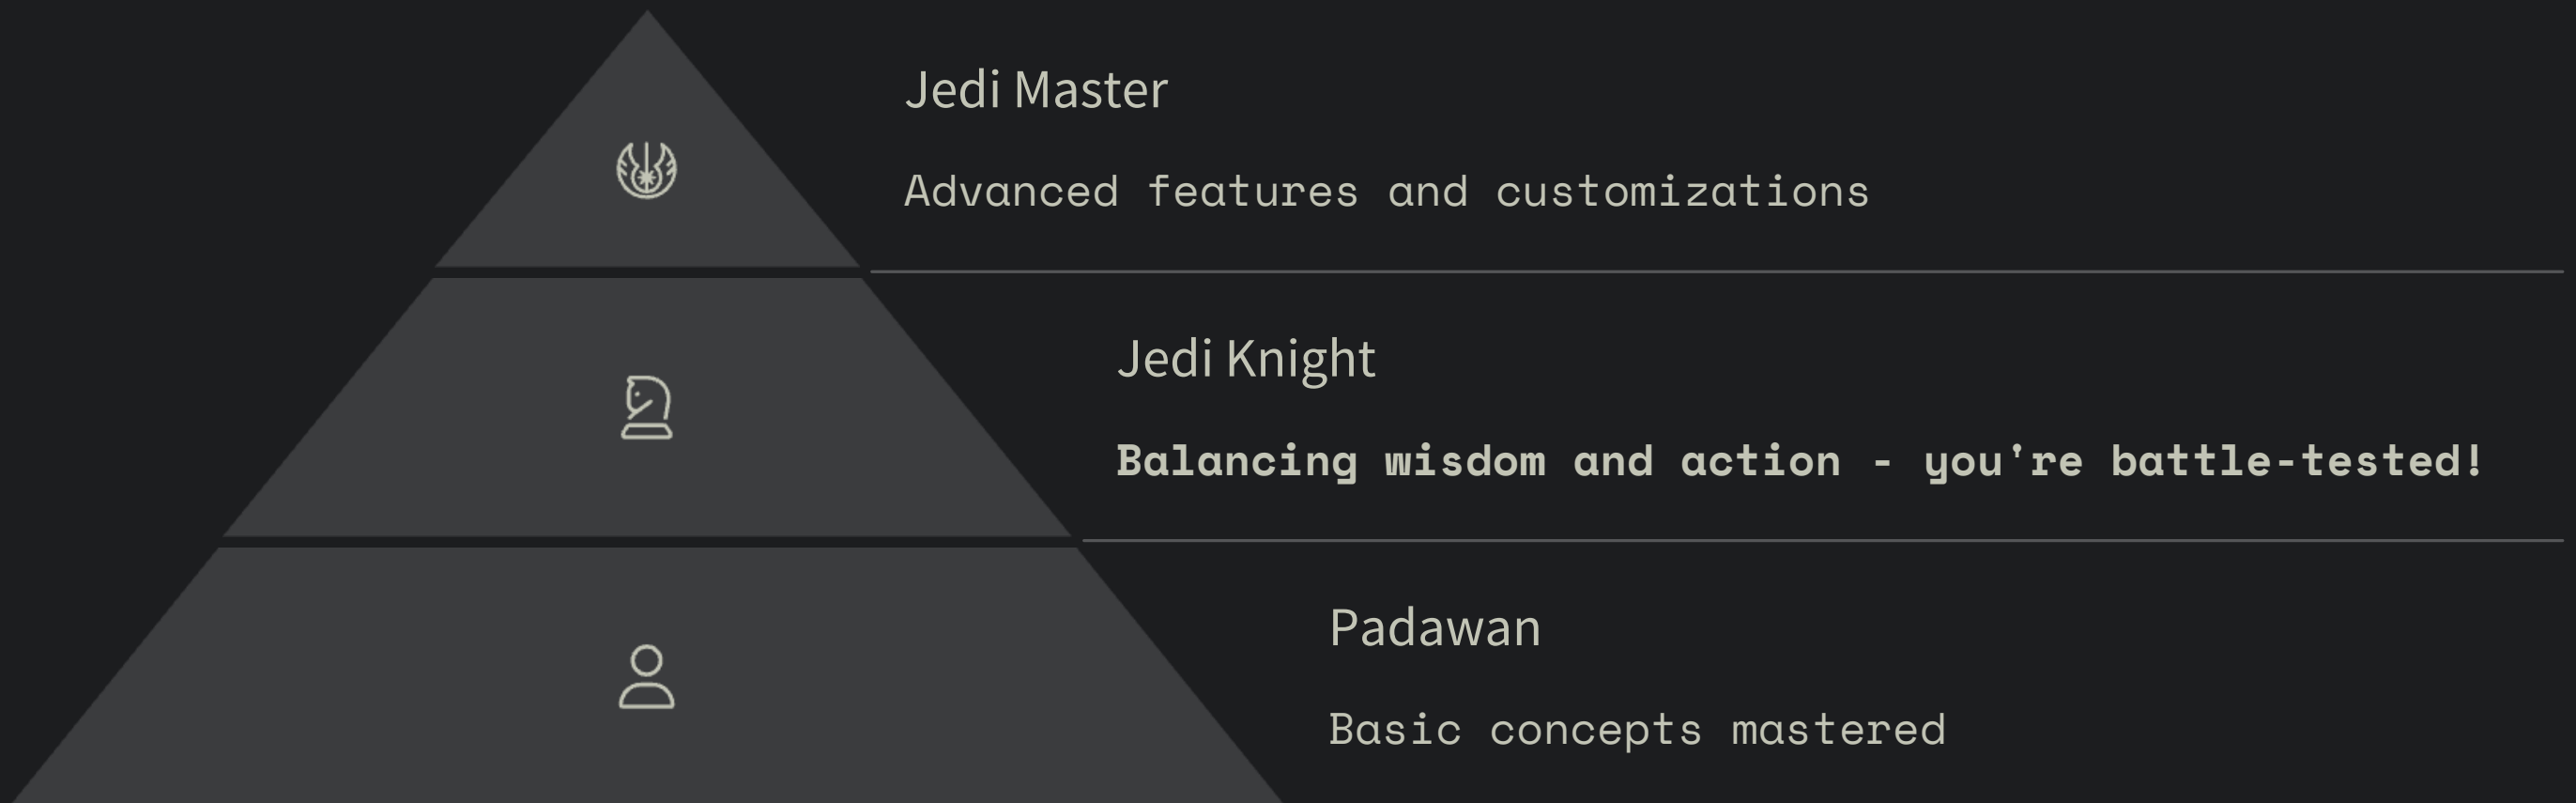 Jedi Master
Advanced features and customizations
Jedi Knight
Balancing wisdom and action - you're battle-tested!
Padawan
Basic concepts mastered